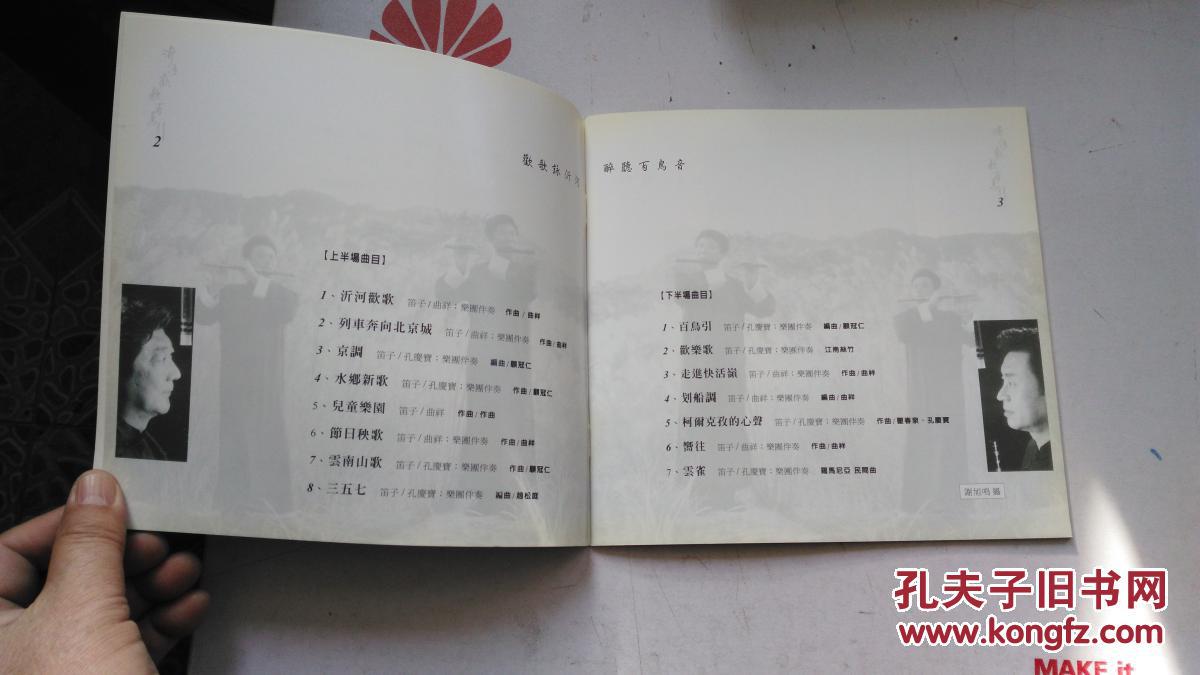 2
歡歌詠沂河
【上半場曲目】
1、沂河歡歌 笛子/曲祥；樂團伴奏 作曲/曲祥
2、列車奔向北京城 笛子/曲祥；樂團伴奏 作曲/曲祥
3、京調 笛子/孔慶寶；樂團伴奏 編曲/顧冠仁
4、水鄉新歌 笛子/孔慶寶；樂團伴奏 作曲/顧冠仁
5、兒童樂園 笛子/曲祥 作曲/作曲
6、節日秧歌 笛子/曲祥；樂團伴奏 作曲/曲祥
7、雲南山歌 笛子/孔慶寶；樂團伴奏 作曲/顧冠仁
8、三五七 笛子/孔慶寶；樂團伴奏 編曲/趙松庭
3
醉聽百鳥音
【下半場曲目】
1、百鳥引 笛子/孔慶寶；樂團伴奏 編曲/顧冠仁
2、歡樂歌 笛子/孔慶寶；樂團伴奏 江南絲竹
3、走進快活嶺 笛子/曲祥；樂團伴奏 作曲/曲祥
4、划船調 笛子/曲祥；樂團伴奏 編曲/曲祥
5、柯爾克孜的心聲 笛子/孔慶寶；樂團伴奏 作曲/瞿春泉、孔慶寶
6、嚮往 笛子/曲祥；樂團伴奏 作曲/曲祥
7、雲雀 笛子/孔慶寶；樂團伴奏 羅馬尼亞 民間曲
謝旭鳴 攝
孔夫子旧书网
www.kongfz.com
MAKE it